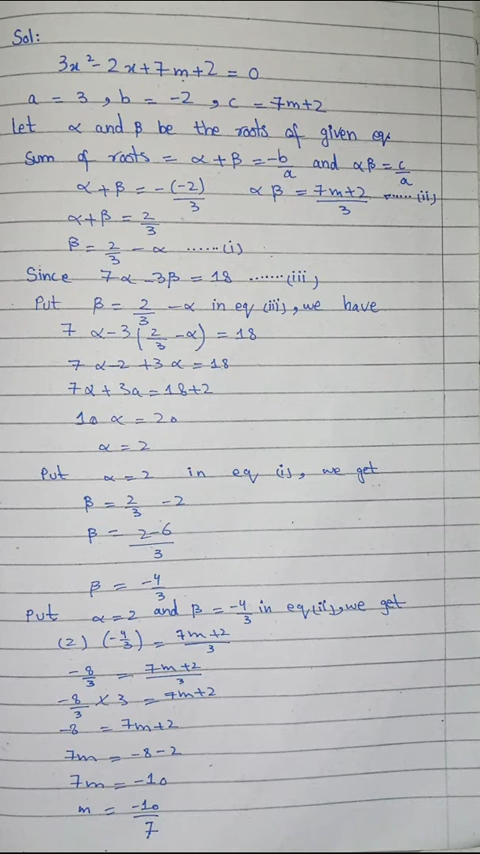 Sol:
3x² - 2x + 7m + 2 = 0
a = 3 , b = -2 , c = 7m+2
Let α and β be the roots of given eq.
Sum of roots = α + β = -b/a and αβ = c/a
α + β = -(-2)/3   αβ = 7m+2/3 ......(ii)
α+β = 2/3
β = 2/3 - α ......(i)
Since 7α - 3β = 18 ......(iii)
Put β = 2/3 - α in eq (iii), we have
7 α - 3(2/3 - α) = 18
7 α - 2 + 3α = 18
7α + 3a = 18+2
10 α = 20
α = 2
Put α = 2 in eq (i), we get
β = 2/3 - 2
β = 2-6/3
β = -4/3
Put α = 2 and β = -4/3 in eq(ii), we get
(2) (-4/3) = 7m+2/3
-8/3 = 7m+2/3
-8/3 × 3 = 7m+2
-8 = 7m+2
7m = -8-2
7m = -10
m = -10/7